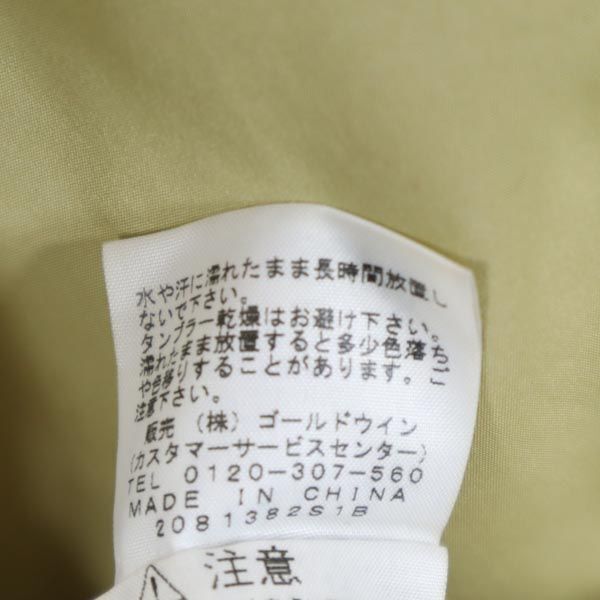 水や汗に濡れたまま長時間放置し
ないで下さい。
タンブラー乾燥はお避け下さい。
濡れたまま放置すると多少色落ち
や色移りすることがあります。ご
注意下さい。
販売 (株) ゴールドウイン
(カスタマーサービスセンター)
TEL 0120-307-560
MADE IN CHINA
2081382S1B
注意